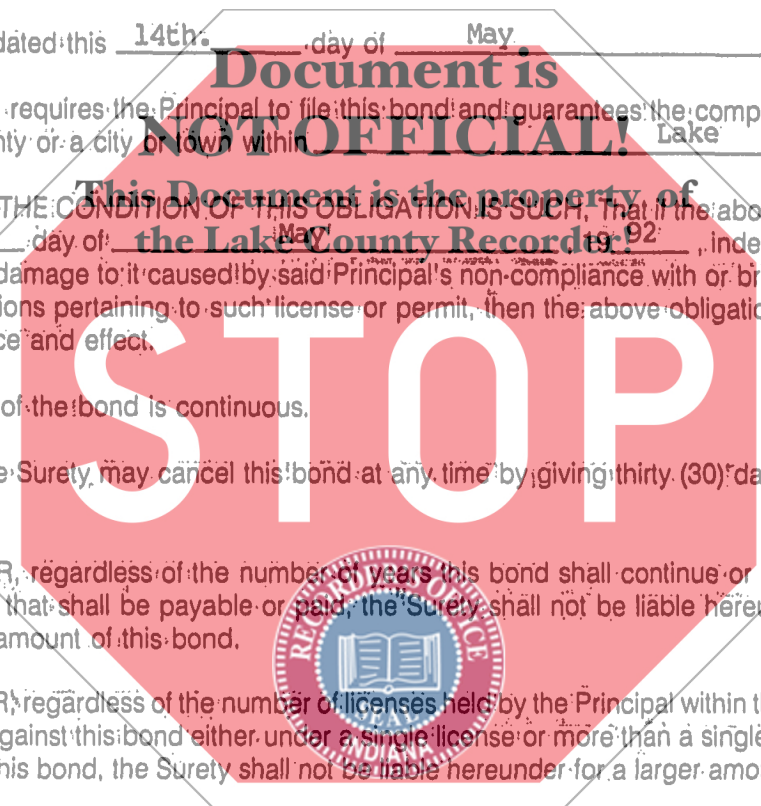 dated this 14th. day of May
Document is
requires the Principal to file this bond and guarantees the comp
nty or a city or town within Lake
NOT OFFICIAL!
This Document is the property of
THE CONDITION OF THIS OBLIGATION IS SUCH, That if the abo
the Lake County Recorder!
day of May 19 92, inde
damage to it caused by said Principal's non-compliance with or br
ions pertaining to such license or permit, then the above obligatio
ce and effect.
STOP
of the bond is continuous.
e Surety may cancel this bond at any time by giving thirty (30) da
R, regardless of the number of years this bond shall continue or
that shall be payable or paid, the Surety shall not be liable hereu
amount of this bond.
RECORDER'S OFFICE
SEAL
INDIANA
R, regardless of the number of licenses held by the Principal within t
gainst this bond either under a single license or more than a single
his bond, the Surety shall not be liable hereunder for a larger amo